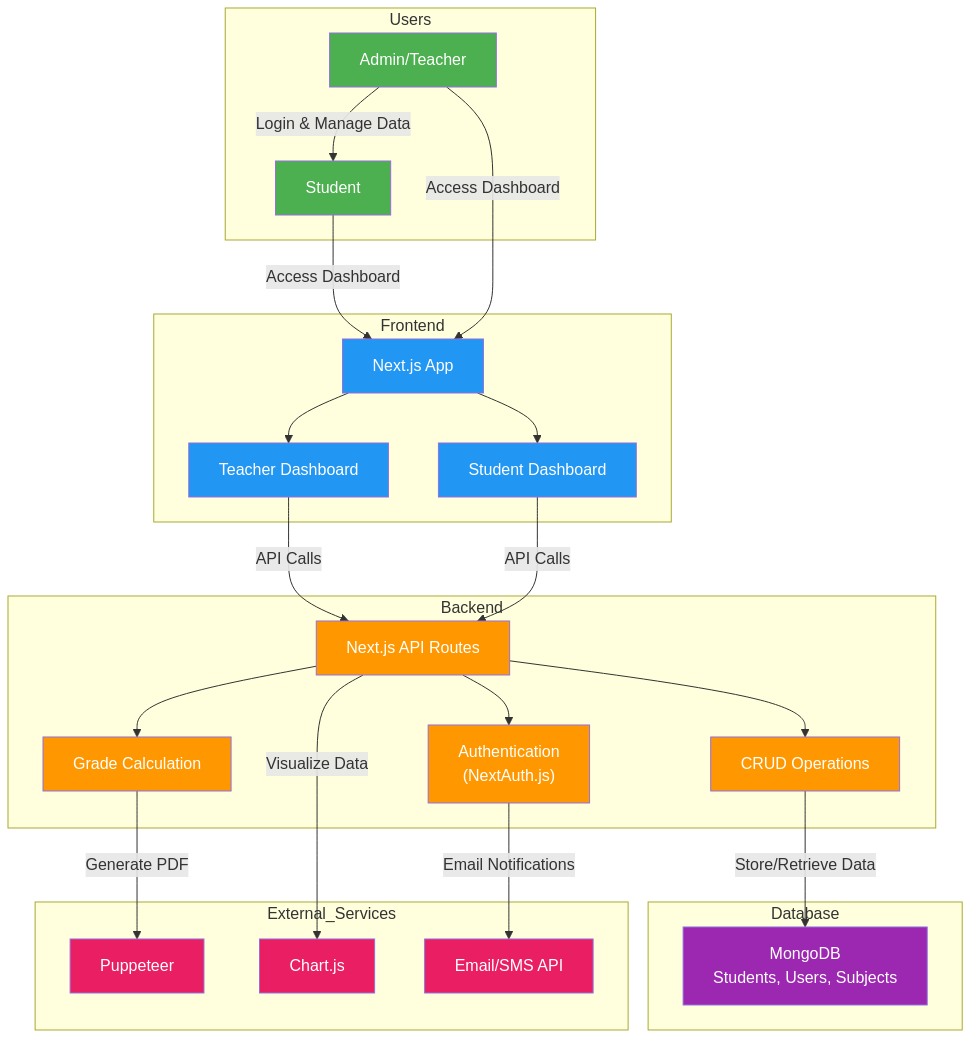 Users
Admin/Teacher
Login & Manage Data
Student
Access Dashboard
Access Dashboard
Frontend
Next.js App
Teacher Dashboard
Student Dashboard
API Calls
API Calls
Backend
Next.js API Routes
Grade Calculation
Visualize Data
Authentication
(NextAuth.js)
CRUD Operations
Generate PDF
Email Notifications
Store/Retrieve Data
External_Services
Database
Puppeteer
Chart.js
Email/SMS API
MongoDB
Students, Users, Subjects